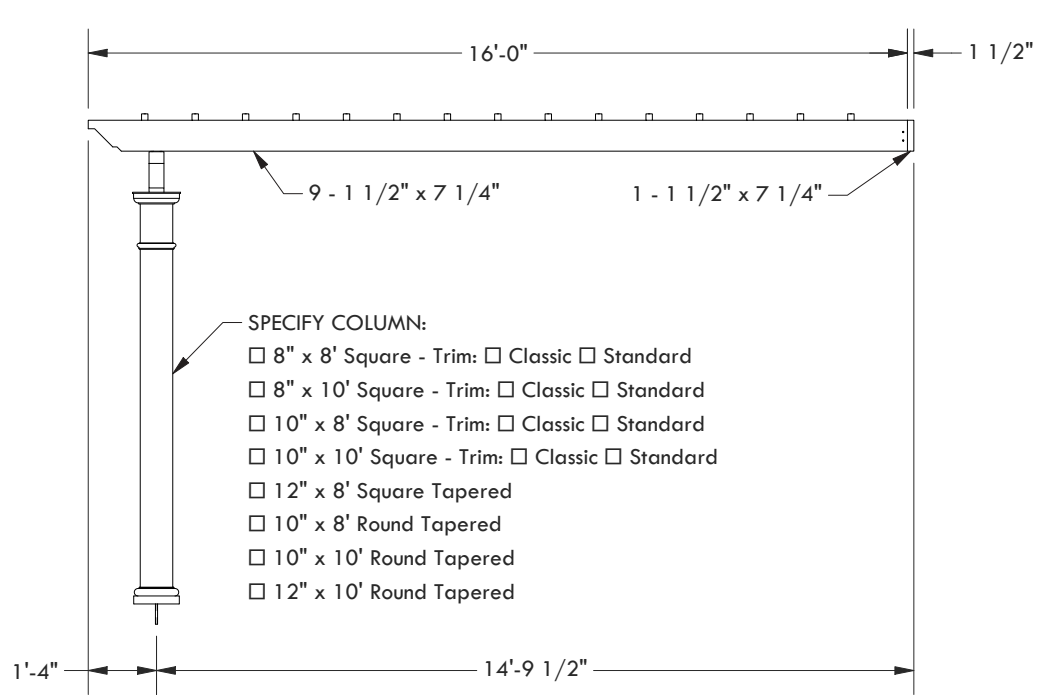 16'-0"
1 1/2"
9 - 1 1/2" x 7 1/4"
1 - 1 1/2" x 7 1/4"
SPECIFY COLUMN:
☐ 8" x 8' Square - Trim: ☐ Classic ☐ Standard
☐ 8" x 10' Square - Trim: ☐ Classic ☐ Standard
☐ 10" x 8' Square - Trim: ☐ Classic ☐ Standard
☐ 10" x 10' Square - Trim: ☐ Classic ☐ Standard
☐ 12" x 8' Square Tapered
☐ 10" x 8' Round Tapered
☐ 10" x 10' Round Tapered
☐ 12" x 10' Round Tapered
1'-4"
14'-9 1/2"